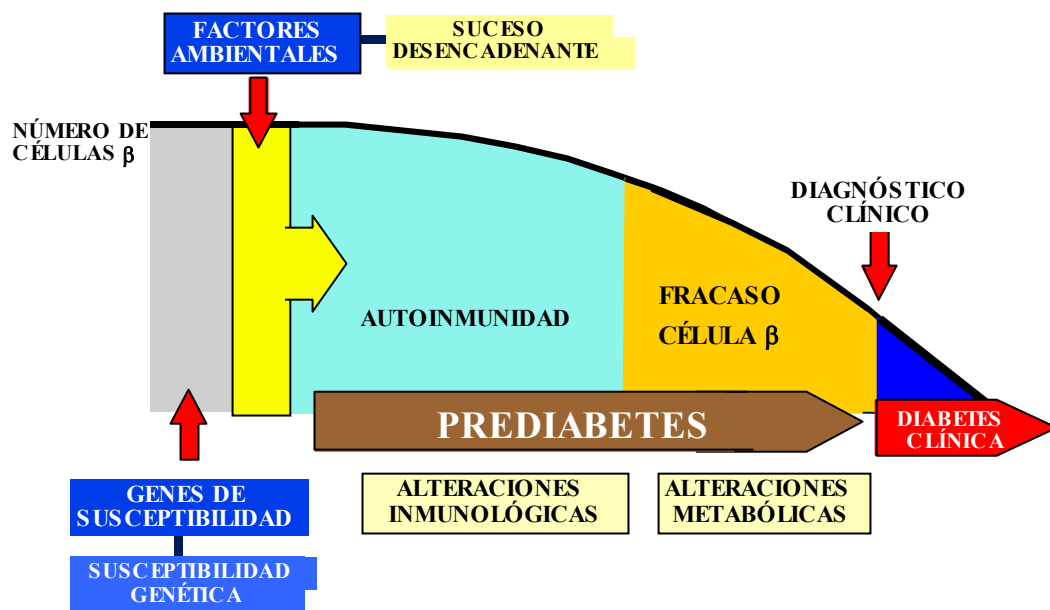 FACTORES
AMBIENTALES
SUCESO
DESENCADENANTE
NÚMERO DE
CÉLULAS β
DIAGNÓSTICO
CLÍNICO
AUTOINMUNIDAD
FRACASO
CÉLULA β
PREDIABETES
DIABETES
CLÍNICA
GENES DE
SUSCEPTIBILIDAD
ALTERACIONES
INMUNOLÓGICAS
ALTERACIONES
METABÓLICAS
SUSCEPTIBILIDAD
GENÉTICA